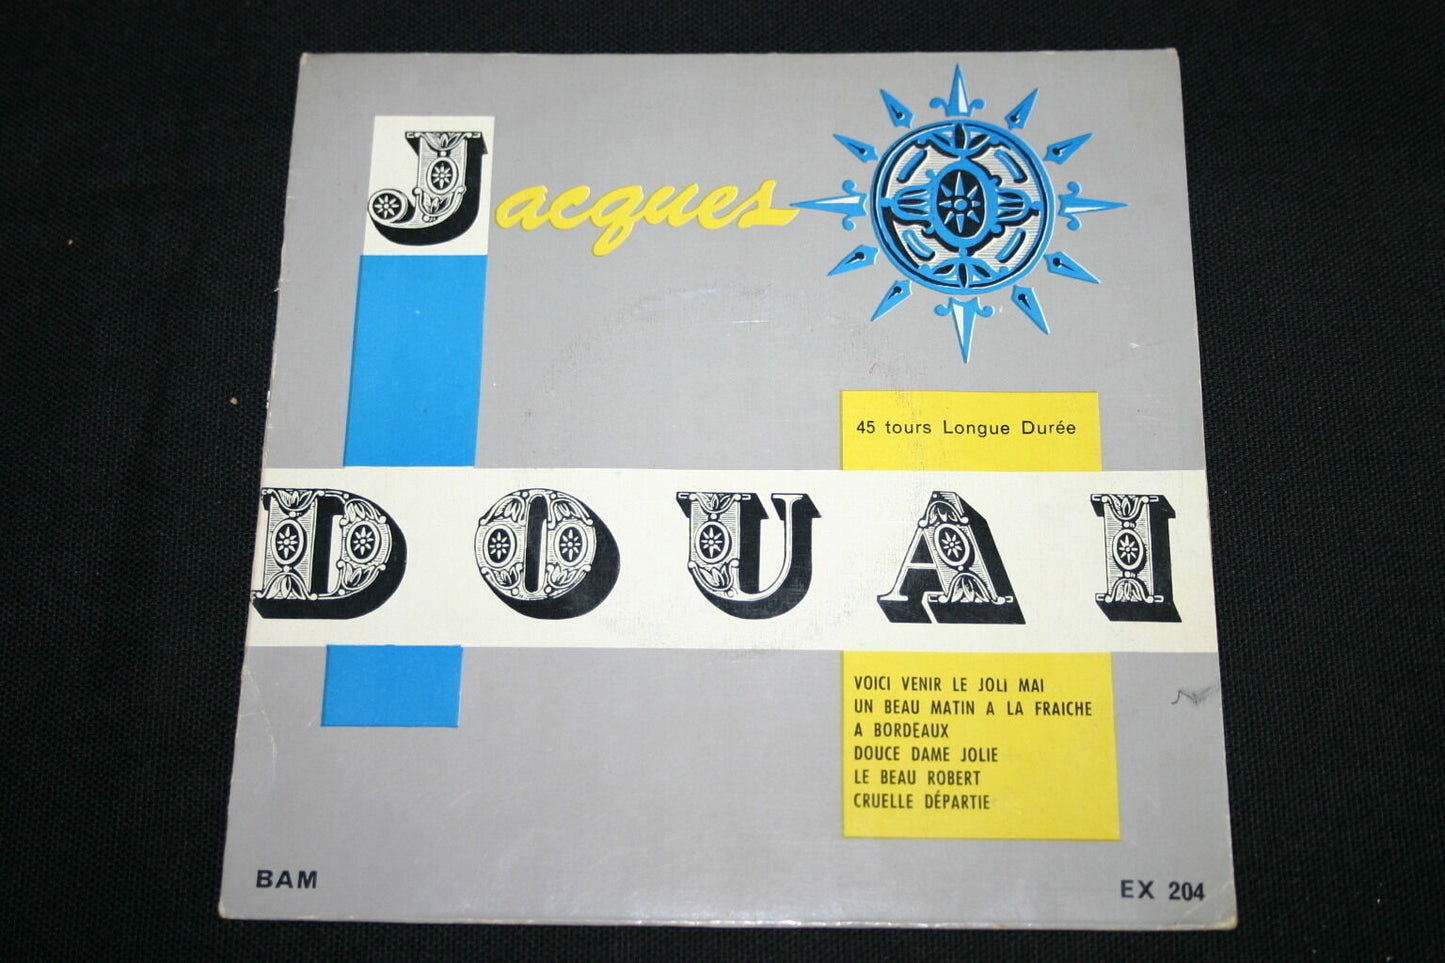 Jacques
45 tours Longue Durée
DOUAI
VOICI VENIR LE JOLI MAI
UN BEAU MATIN A LA FRAICHE
A BORDEAUX
DOUCE DAME JOLIE
LE BEAU ROBERT
CRUELLE DÉPARTIE
BAM
EX 204